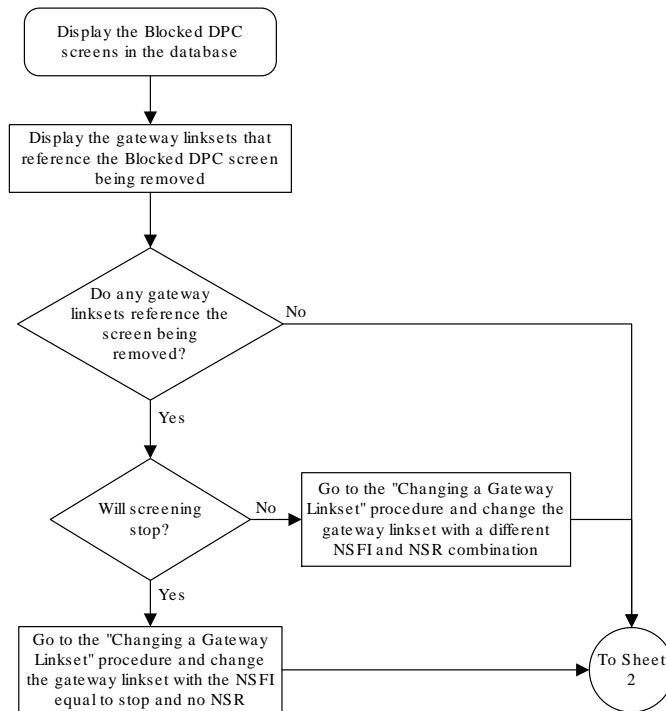 Display the Blocked DPC
screens in the database
Display the gateway linksets that
reference the Blocked DPC screen
being removed
Do any gateway
linksets reference the
screen being
removed?
No
Yes
Will screening
stop?
No
Go to the "Changing a Gateway
Linkset" procedure and change the
gateway linkset with a different
NSFI and NSR combination
Yes
Go to the "Changing a Gateway
Linkset" procedure and change
the gateway linkset with the NSFI
equal to stop and no NSR
To Sheet
2